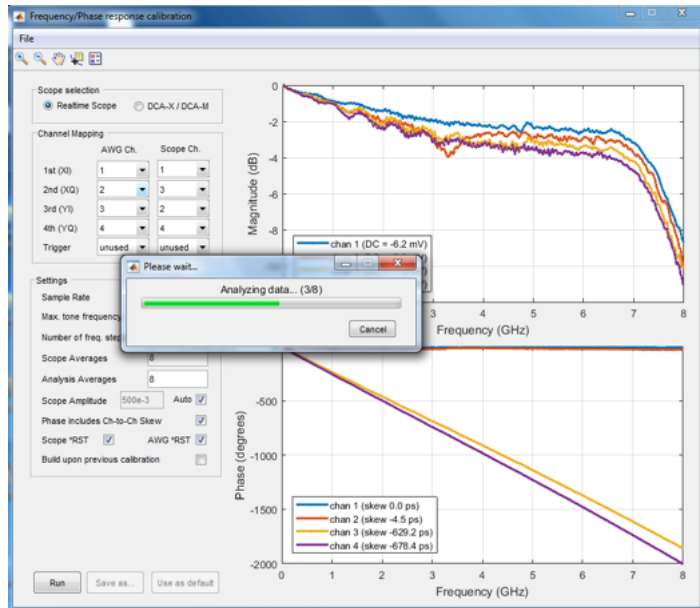 Frequency/Phase response calibration
File
Scope selection
Realtime Scope
DCA-X / DCA-M
Channel Mapping
AWG Ch.
Scope Ch.
1st (XI)
1
1
2nd (XQ)
2
3
3rd (YI)
3
2
4th (YQ)
4
4
Trigger
unused
unused
Settings
Sample Rate
Max. tone frequency
Number of freq.
Scope Averages
8
Analysis Averages
8
Scope Amplitude
500e-3
Auto
Phase includes Ch-to-Ch Skew
Scope *RST
AWG *RST
Build upon previous calibration
Run
Save as...
Use as default
Please wait...
Analyzing data... (3/8)
Cancel
Magnitude (dB)
0
-2
-4
-6
-8
chan 1 (DC = -6.2 mV)
3
4
5
6
7
8
Frequency (GHz)
Phase (degrees)
-500
-1000
-1500
-2000
chan 1 (skew 0.0 ps)
chan 2 (skew -4.5 ps)
chan 3 (skew -629.2 ps)
chan 4 (skew -678.4 ps)
0
1
2
3
4
5
6
7
8
Frequency (GHz)